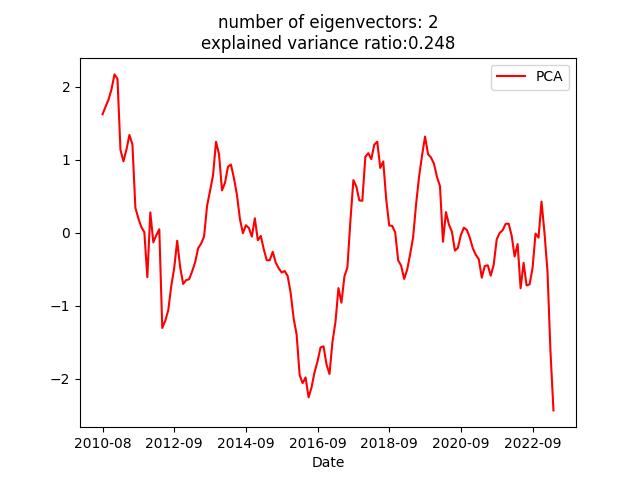 number of eigenvectors: 2
explained variance ratio:0.248
PCA
2
1
0
−1
−2
2010-08 2012-09 2014-09 2016-09 2018-09 2020-09 2022-09
Date